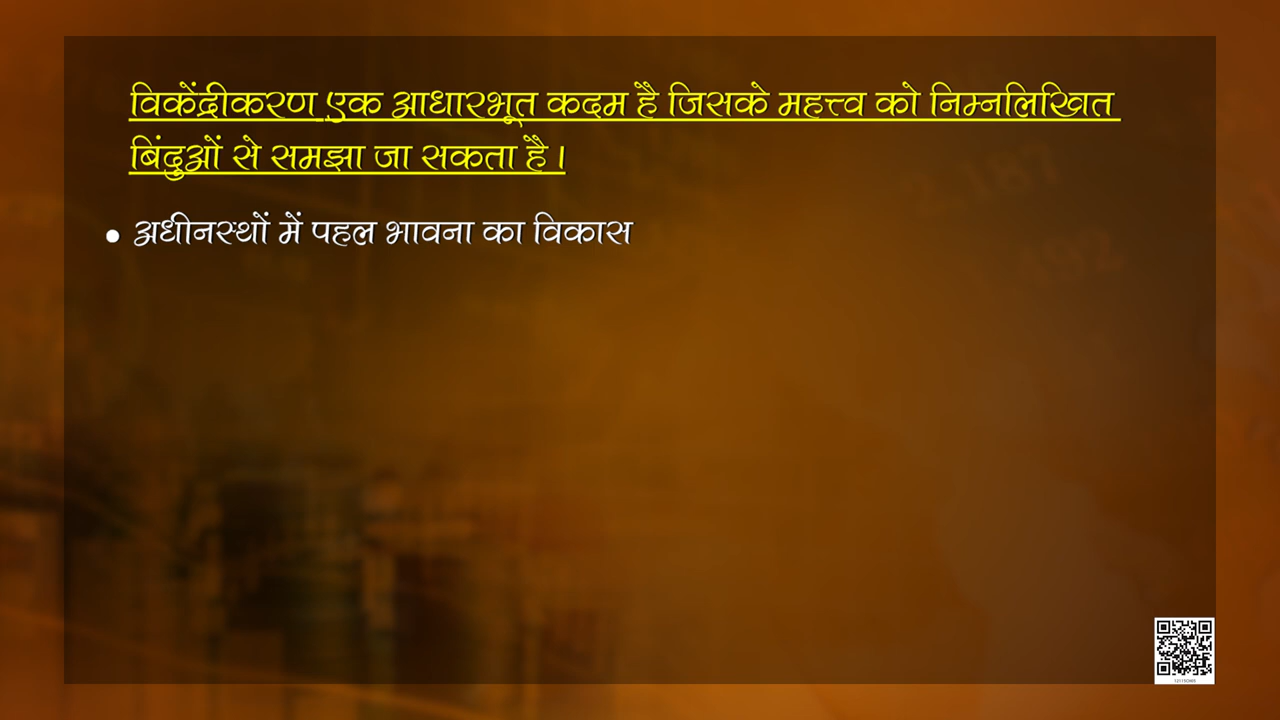 विकेंद्रीकरण एक आधारभूत कदम है जिसके महत्त्व को निम्नलिखित
बिंदुओं से समझा जा सकता है।
• अधीनस्थों में पहल भावना का विकास